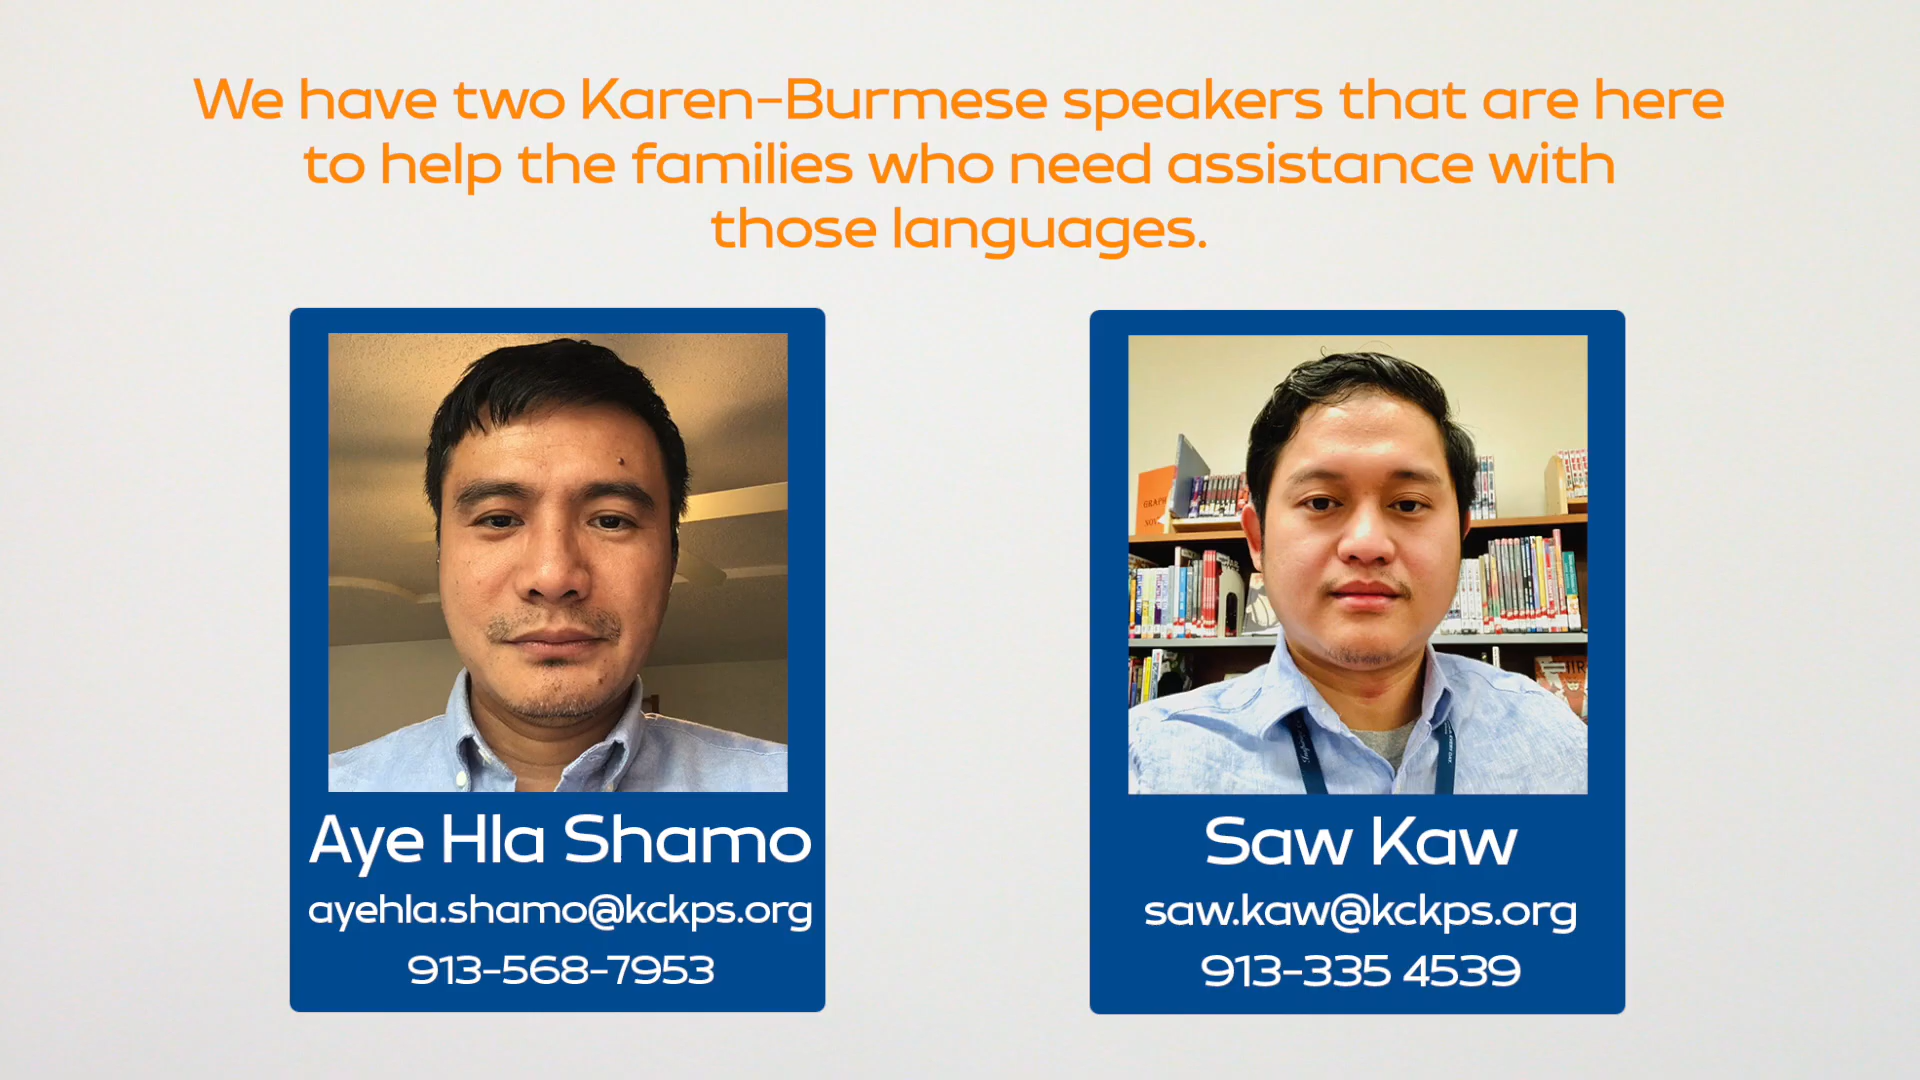 We have two Karen-Burmese speakers that are here
to help the families who need assistance with
those languages.
GRAPH
Aye Hla Shamo
ayehla.shamo@kckps.org
913-568-7953
Saw Kaw
saw.kaw@kckps.org
913-335 4539